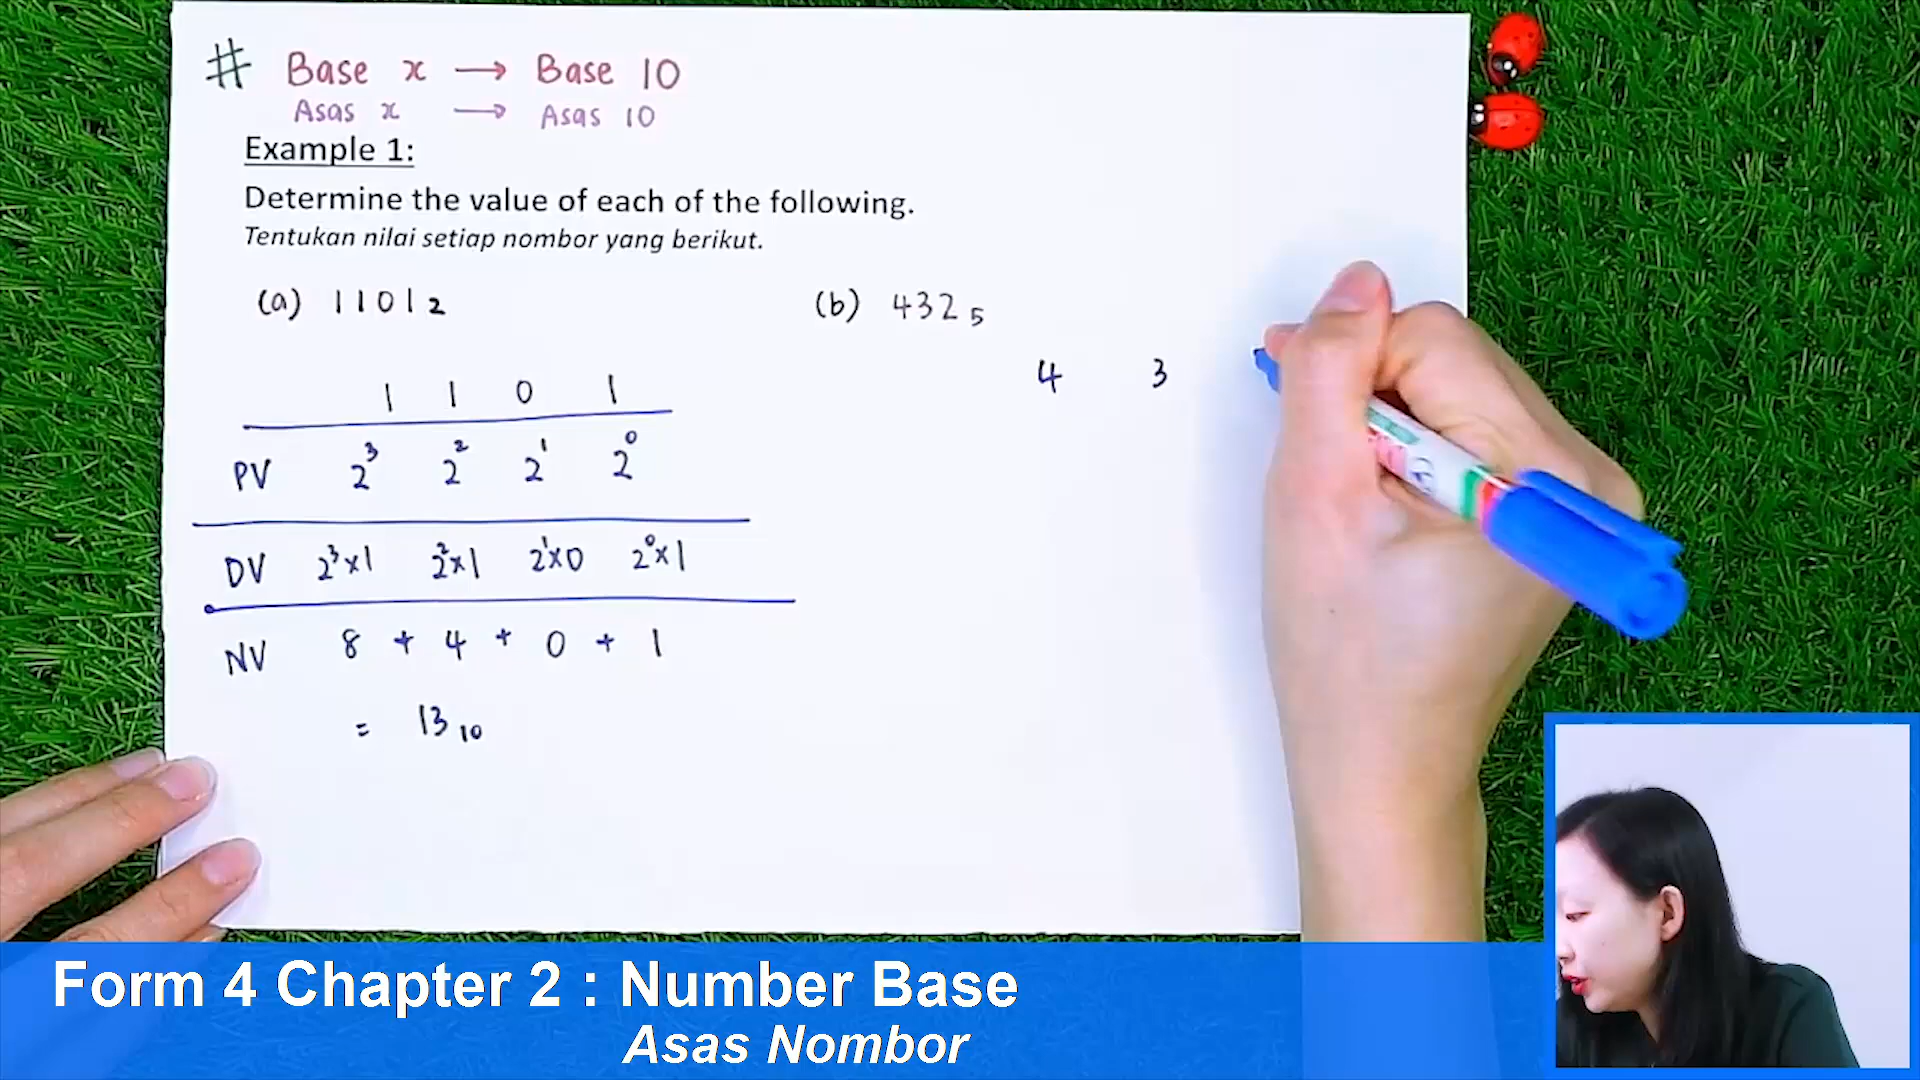 # Base x → Base 10
Asas x → Asas 10
Example 1:
Determine the value of each of the following.
Tentukan nilai setiap nombor yang berikut.
(a) 1101₂
1 1 0 1
PV 2³ 2² 2¹ 2⁰
DV 2³×1 2²×1 2¹×0 2⁰×1
NV 8 + 4 + 0 + 1
= 13₁₀
(b) 432₅
4 3
Form 4 Chapter 2 : Number Base
Asas Nombor